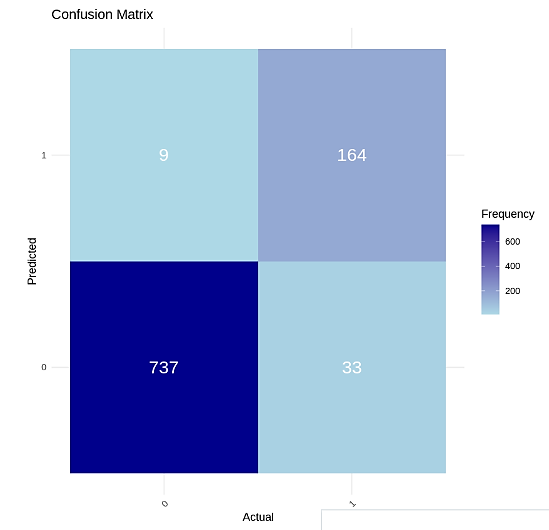 Confusion Matrix
1
9
164
Predicted
0
737
33
0
1
Actual
Frequency
600
400
200